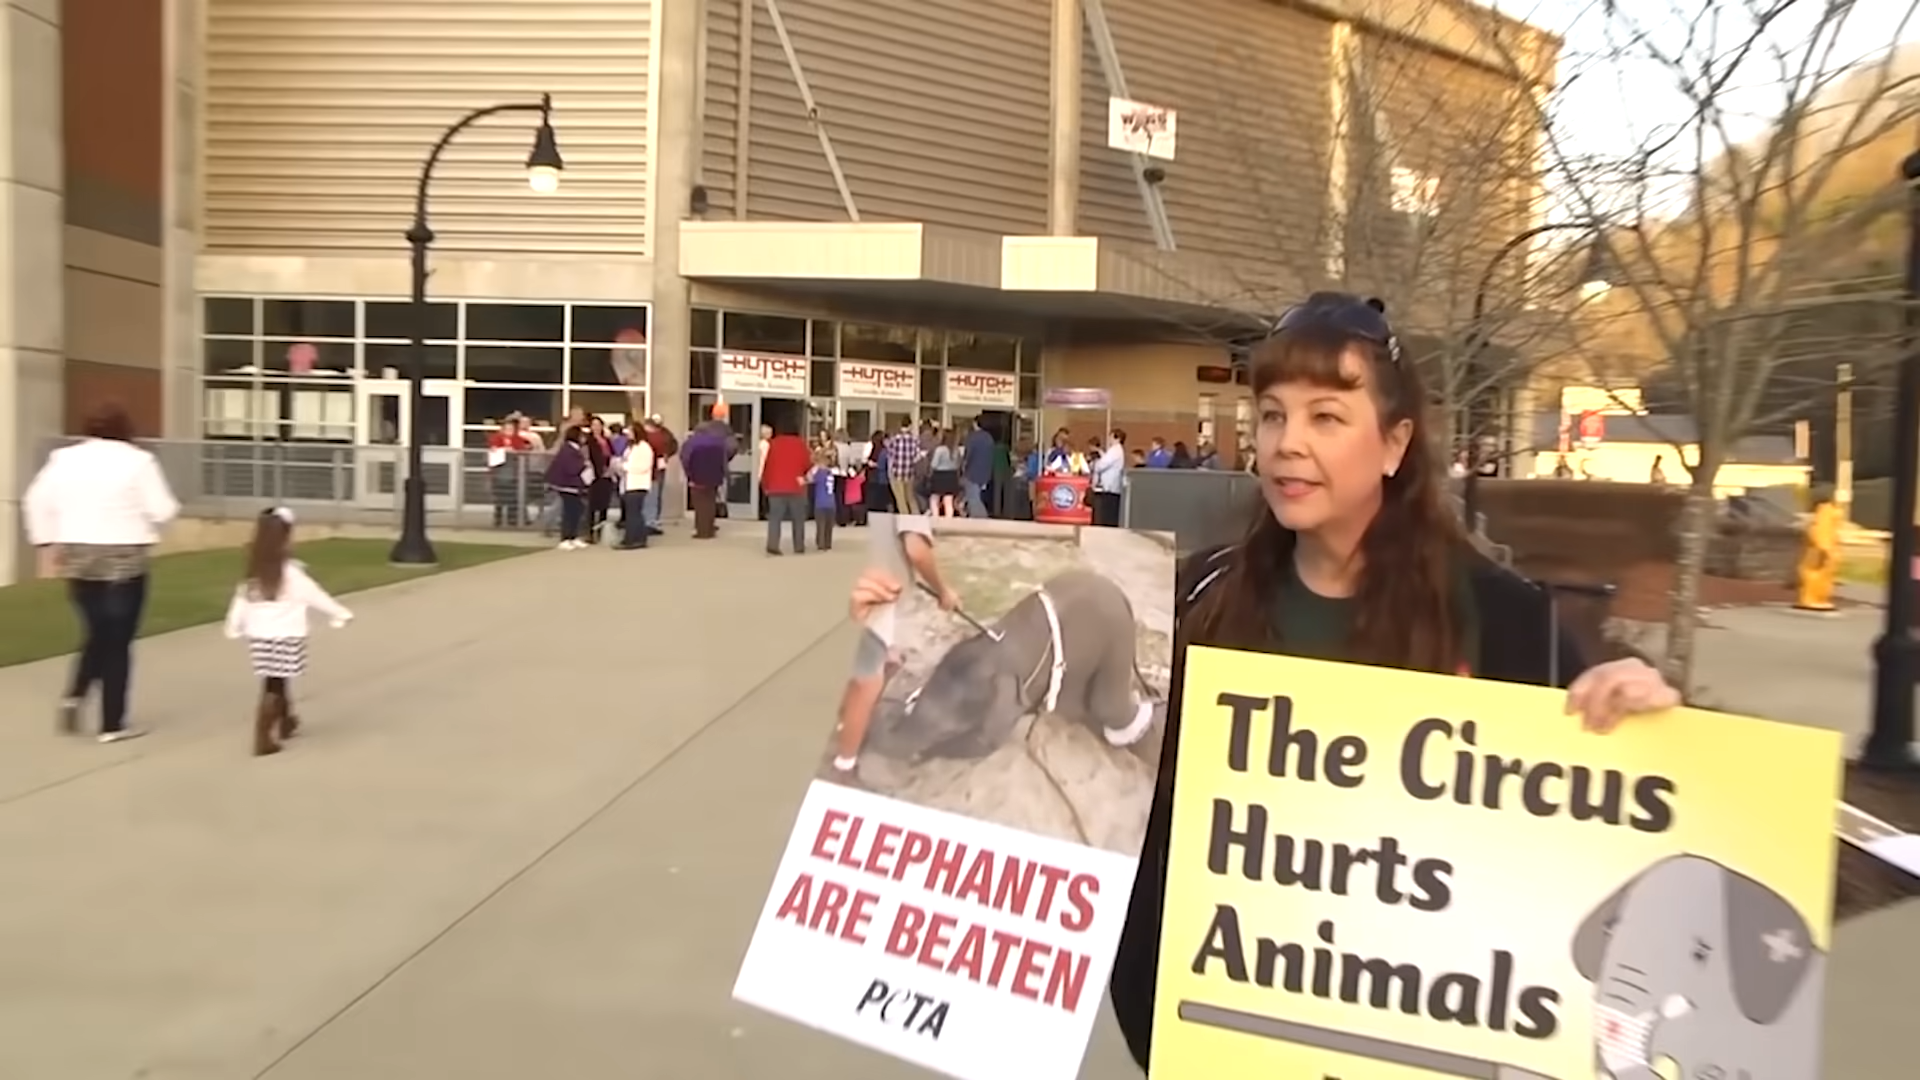 HUTCH
HUTCH
HUTCH
ELEPHANTS
ARE BEATEN
PETA
The Circus
Hurts
Animals